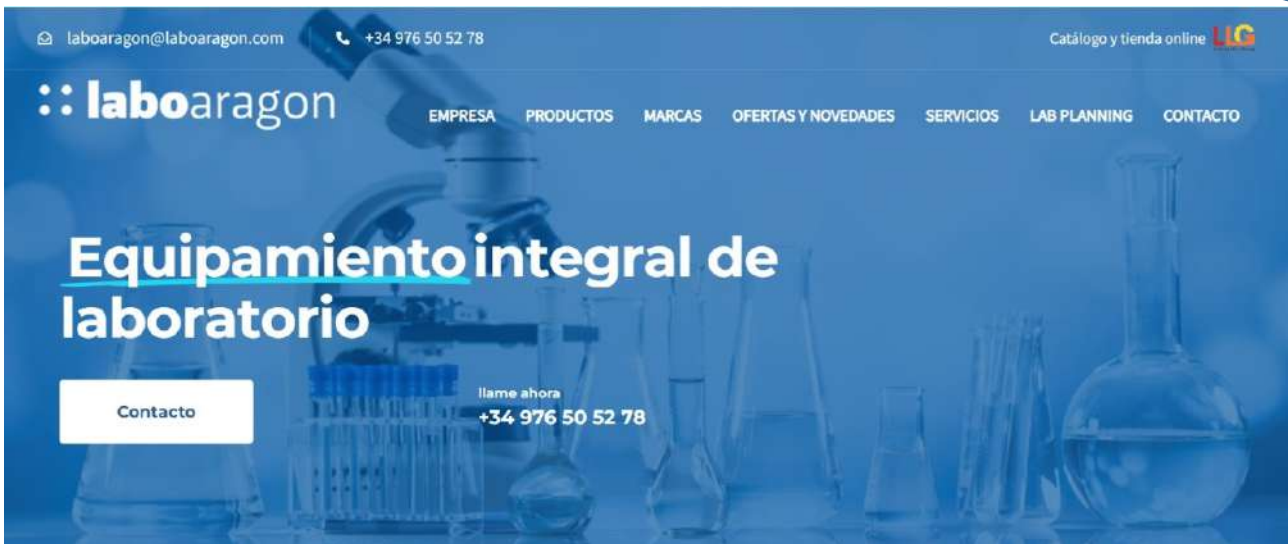 laboaragon@laboaragon.com +34 976 50 52 78 Catálogo y tienda online LLG
laboaragon
EMPRESA PRODUCTOS MARCAS OFERTAS Y NOVEDADES SERVICIOS LAB PLANNING CONTACTO
Equipamiento integral de
laboratorio
Contacto
llame ahora
+34 976 50 52 78